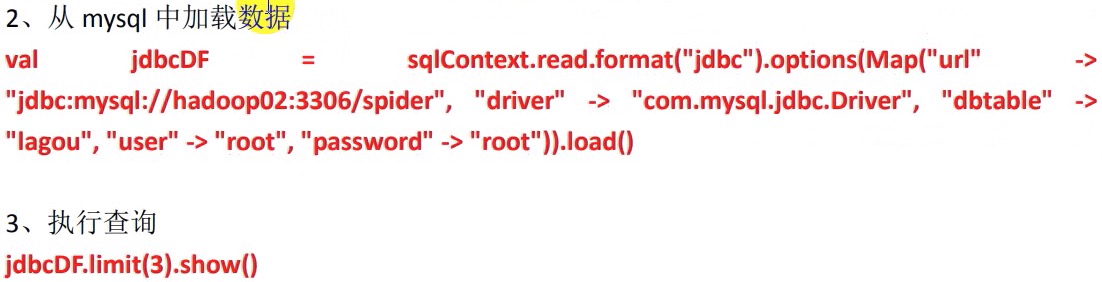 2、从 mysql 中加载数据
val jdbcDF = sqlContext.read.format("jdbc").options(Map("url" ->
"jdbc:mysql://hadoop02:3306/spider", "driver" -> "com.mysql.jdbc.Driver", "dbtable" ->
"lagou", "user" -> "root", "password" -> "root")).load()
3、执行查询
jdbcDF.limit(3).show()